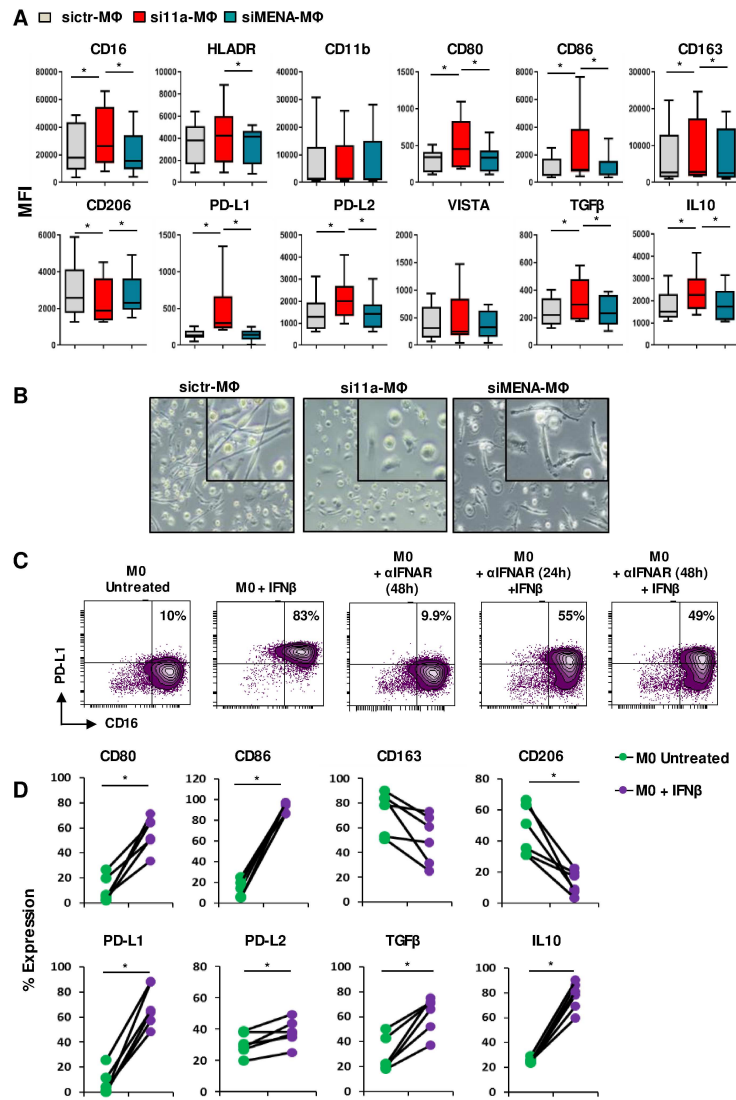 A
sictr-MΦ si11a-MΦ siMENA-MΦ
CD16 HLADR CD11b CD80 CD86 CD163
80000 10000 40000 1500 8000 30000
60000 8000 30000 1000 6000 20000
40000 6000 20000 500 4000 10000
20000 4000 10000 0 2000 0
0 2000 0 0
0
* * * * * * * * *
MFI
CD206 PD-L1 PD-L2 VISTA TGFβ IL10
6000 1500 5000 2000 800 5000
4000 1000 4000 1500 600 4000
2000 500 3000 1000 400 3000
0 0 2000 500 200 2000
1000 0 0 1000
0 0
* * * * * * * * * *
B
sictr-MΦ si11a-MΦ siMENA-MΦ
C
M0
Untreated
M0 + IFNβ
M0
+ αIFNAR
(48h)
M0
+ αIFNAR (24h)
+IFNβ
M0
+ αIFNAR (48h)
+ IFNβ
10% 83% 9.9% 55% 49%
PD-L1
CD16
D
CD80 CD86 CD163 CD206
M0 Untreated
M0 + IFNβ
100 120 100 80
80 100 80 60
60 80 60 40
40 60 40 20
20 40 20 0
0 20 0
0
* * *
% Expression
PD-L1 PD-L2 TGFβ IL10
100 80 100 100
80 60 80 80
60 40 60 60
40 20 40 40
20 0 20 20
0 0 0
* * * *